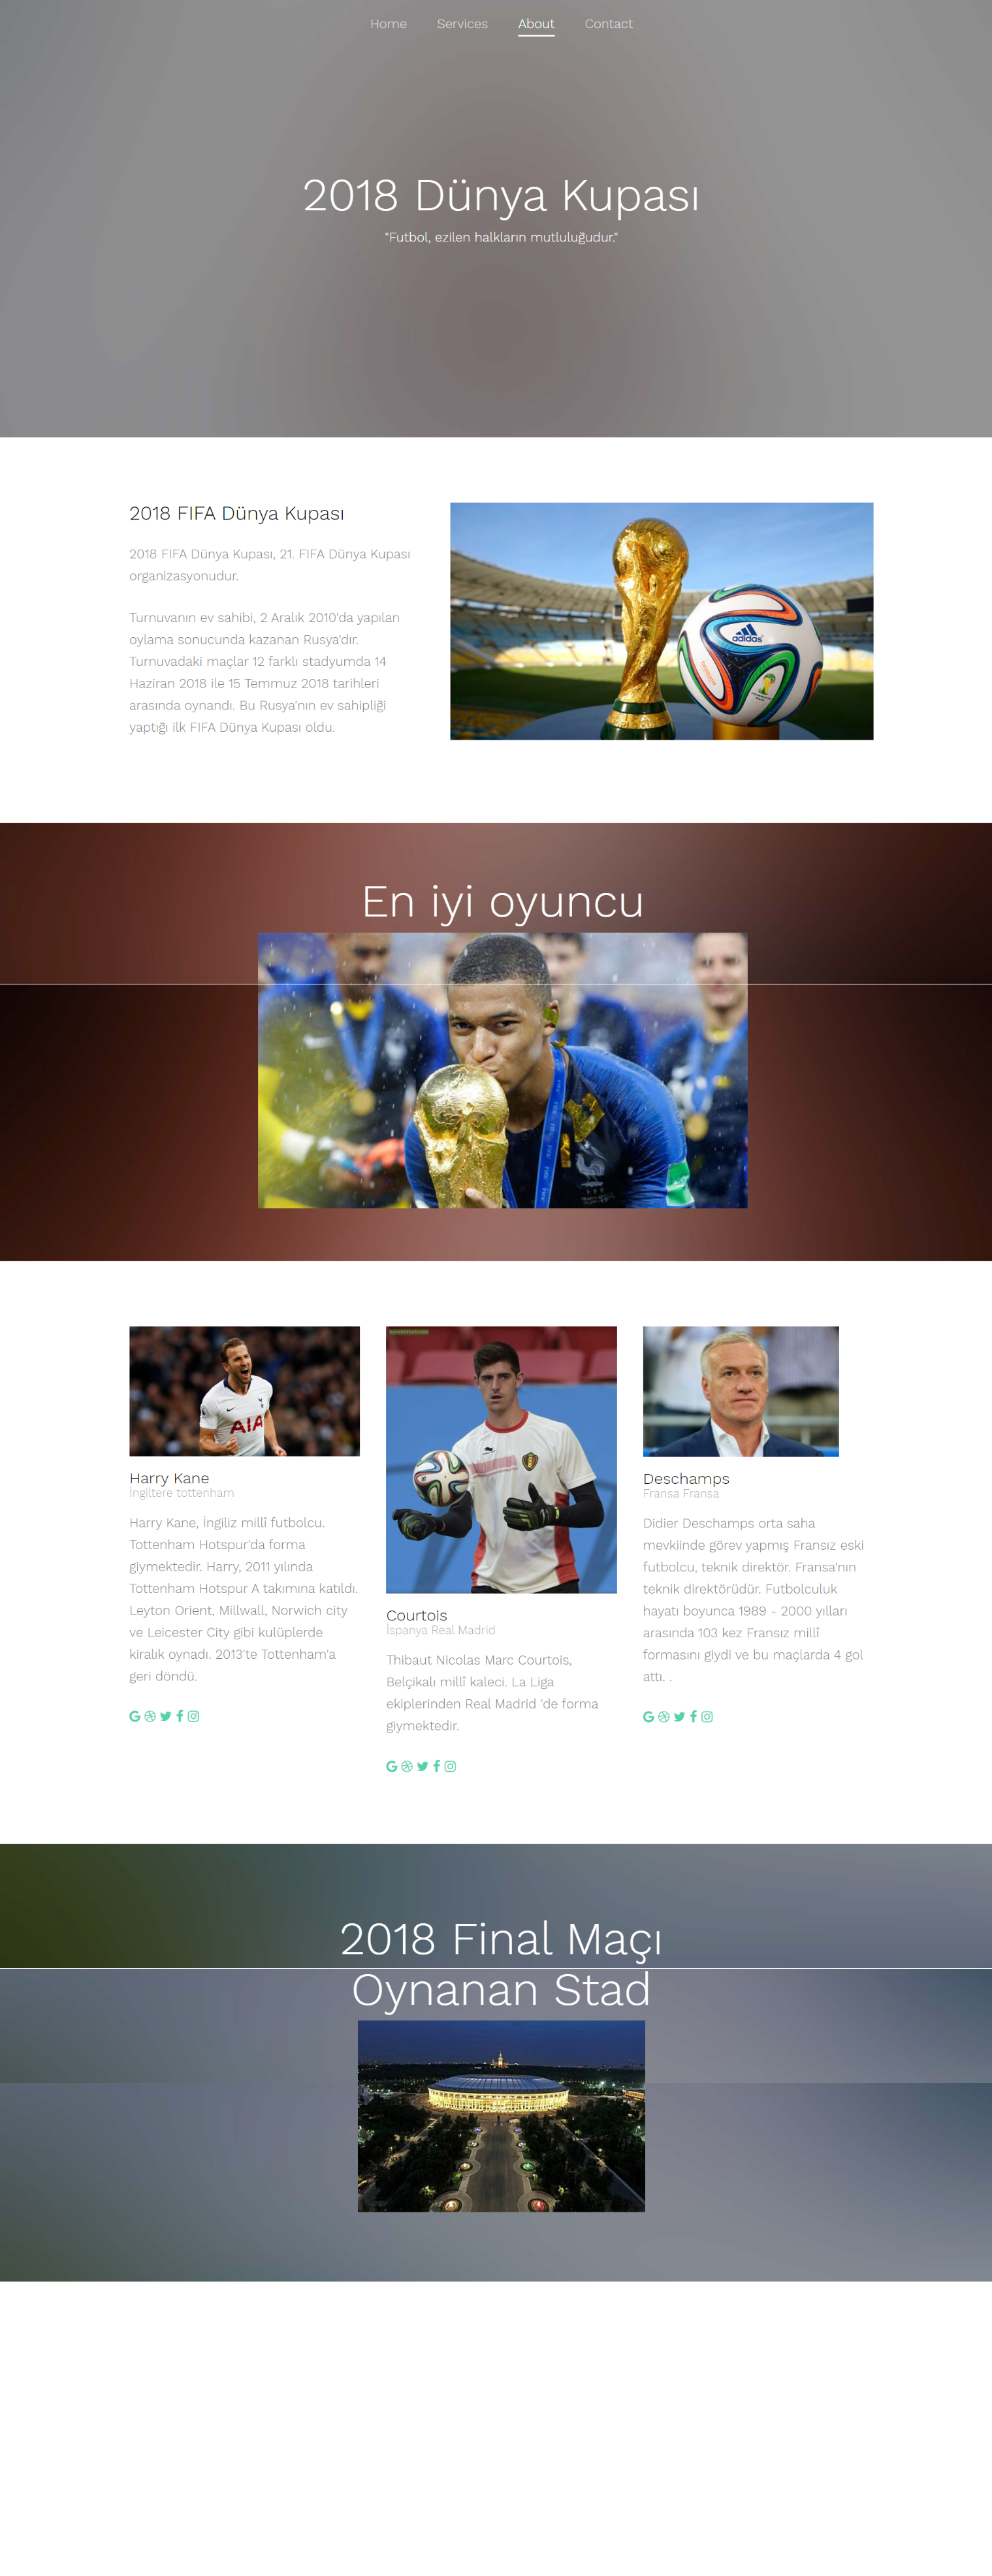 Home Services About Contact
2018 Dünya Kupası
"Futbol, ezilen halkların mutluluğudur."
2018 FIFA Dünya Kupası
2018 FIFA Dünya Kupası, 21. FIFA Dünya Kupası
organizasyonudur.
Turnuvanın ev sahibi, 2 Aralık 2010'da yapılan
oylama sonucunda kazanan Rusya'dır.
Turnuvadaki maçlar 12 farklı stadyumda 14
Haziran 2018 ile 15 Temmuz 2018 tarihleri
arasında oynandı. Bu Rusya'nın ev sahipliği
yaptığı ilk FIFA Dünya Kupası oldu.
adidas
En iyi oyuncu
AIA
Harry Kane
İngiltere tottenham
Harry Kane, İngiliz millî futbolcu.
Tottenham Hotspur'da forma
giymektedir. Harry, 2011 yılında
Tottenham Hotspur A takımına katıldı.
Leyton Orient, Millwall, Norwich city
ve Leicester City gibi kulüplerde
kiralık oynadı. 2013'te Tottenham'a
geri döndü.
Courtois
İspanya Real Madrid
Thibaut Nicolas Marc Courtois,
Belçikalı millî kaleci. La Liga
ekiplerinden Real Madrid 'de forma
giymektedir.
Deschamps
Fransa Fransa
Didier Deschamps orta saha
mevkiinde görev yapmış Fransız eski
futbolcu, teknik direktör. Fransa'nın
teknik direktörüdür. Futbolculuk
hayatı boyunca 1989 - 2000 yılları
arasında 103 kez Fransız millî
formasını giydi ve bu maçlarda 4 gol
attı. .
2018 Final Maçı
Oynanan Stad